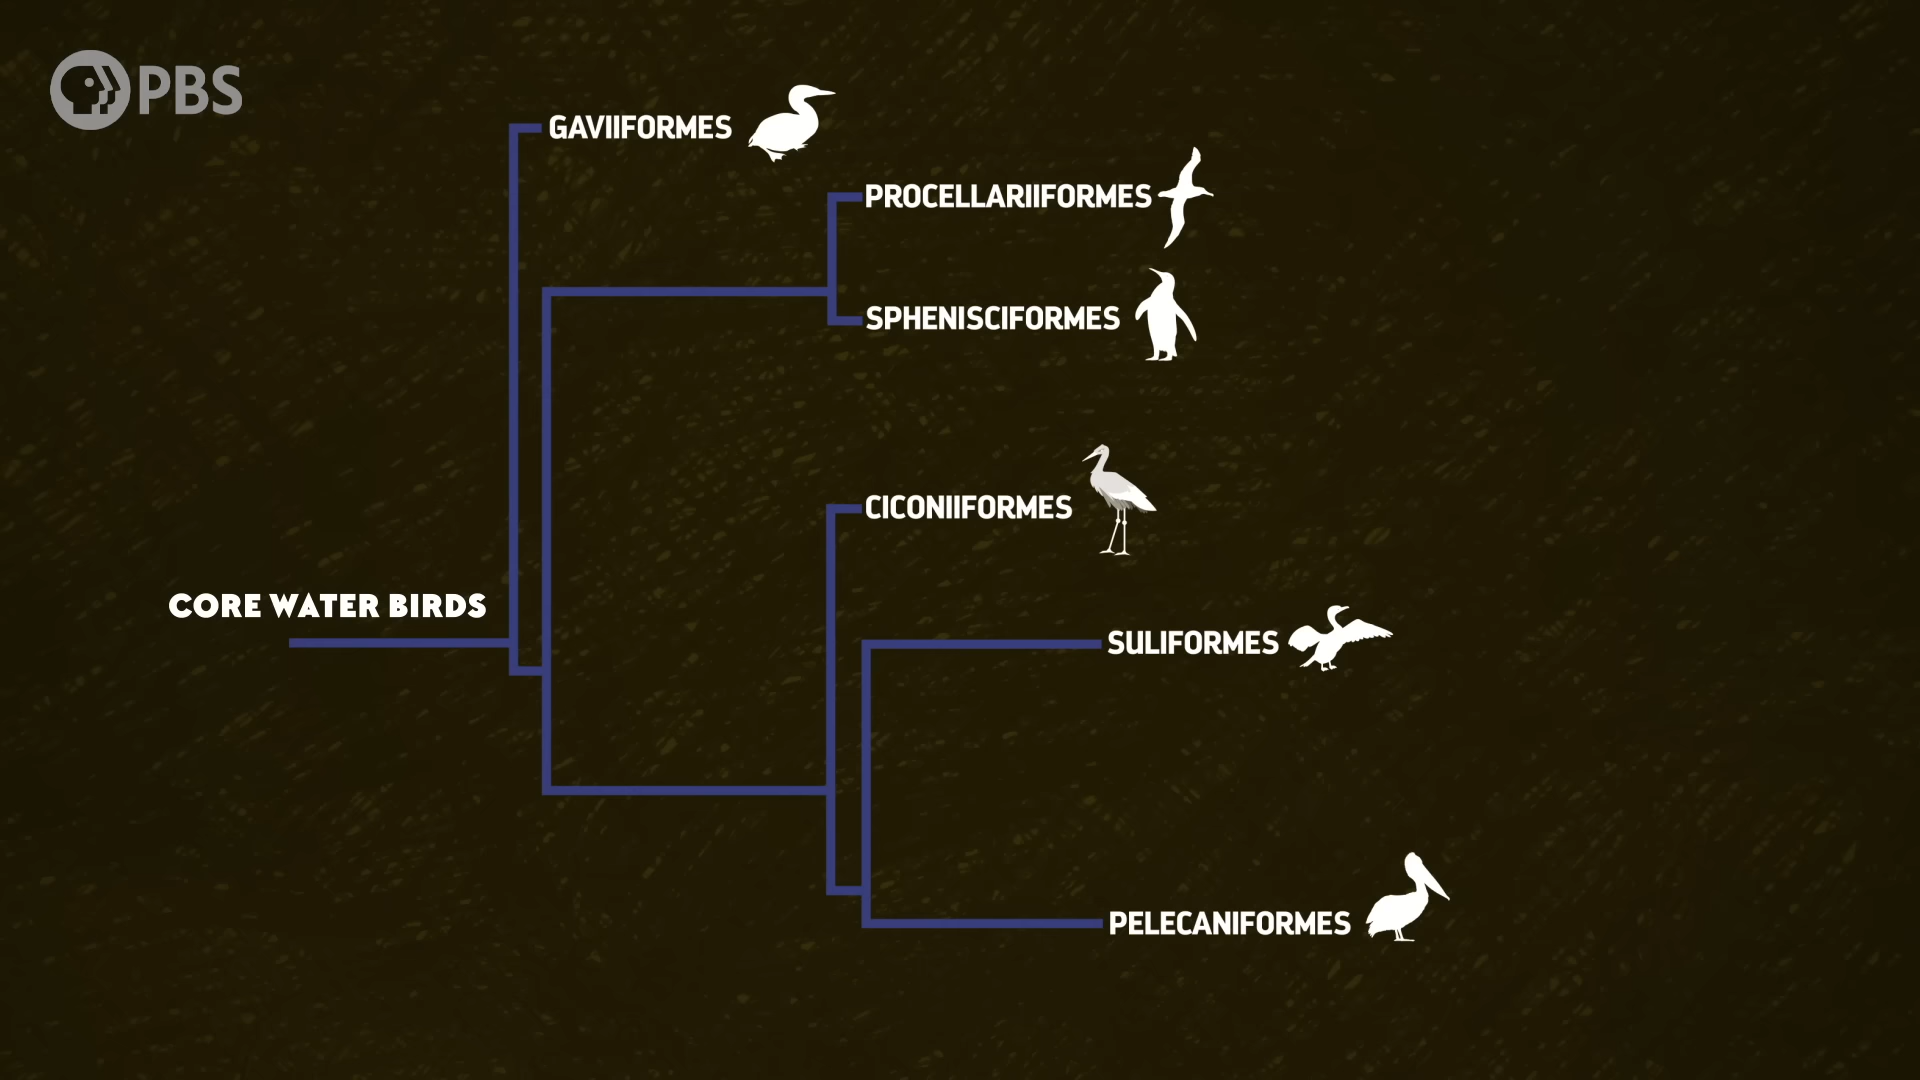 PBS
GAVIIFORMES
PROCELLARIIFORMES
SPHENISCIFORMES
CICONIIFORMES
CORE WATER BIRDS
SULIFORMES
PELECANIFORMES